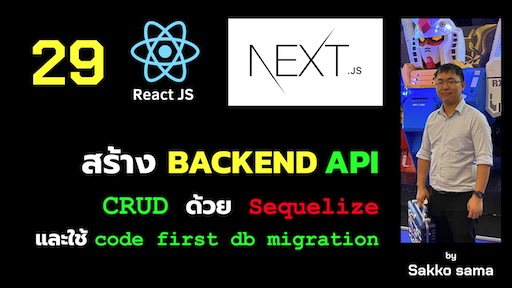 29
React JS
NEXT.JS
สร้าง BACKEND API
CRUD ด้วย Sequelize
และใช้ code first db migration
RX
by
Sakko sama